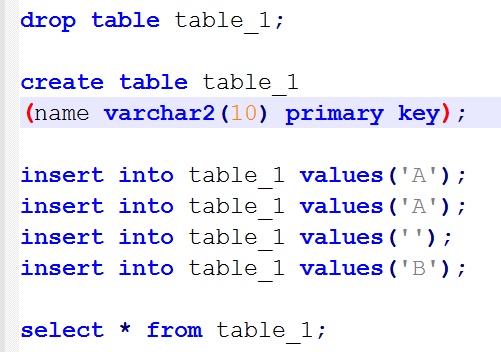 drop table table_1;
create table table_1
(name varchar2(10) primary key);
insert into table_1 values('A');
insert into table_1 values('A');
insert into table_1 values('');
insert into table_1 values('B');
select * from table_1;